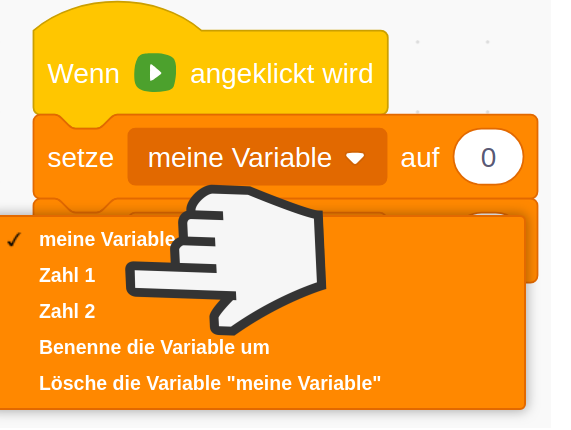 Wenn angeklickt wird
setze meine Variable auf 0
meine Variable
Zahl 1
Zahl 2
Benenne die Variable um
Lösche die Variable "meine Variable"